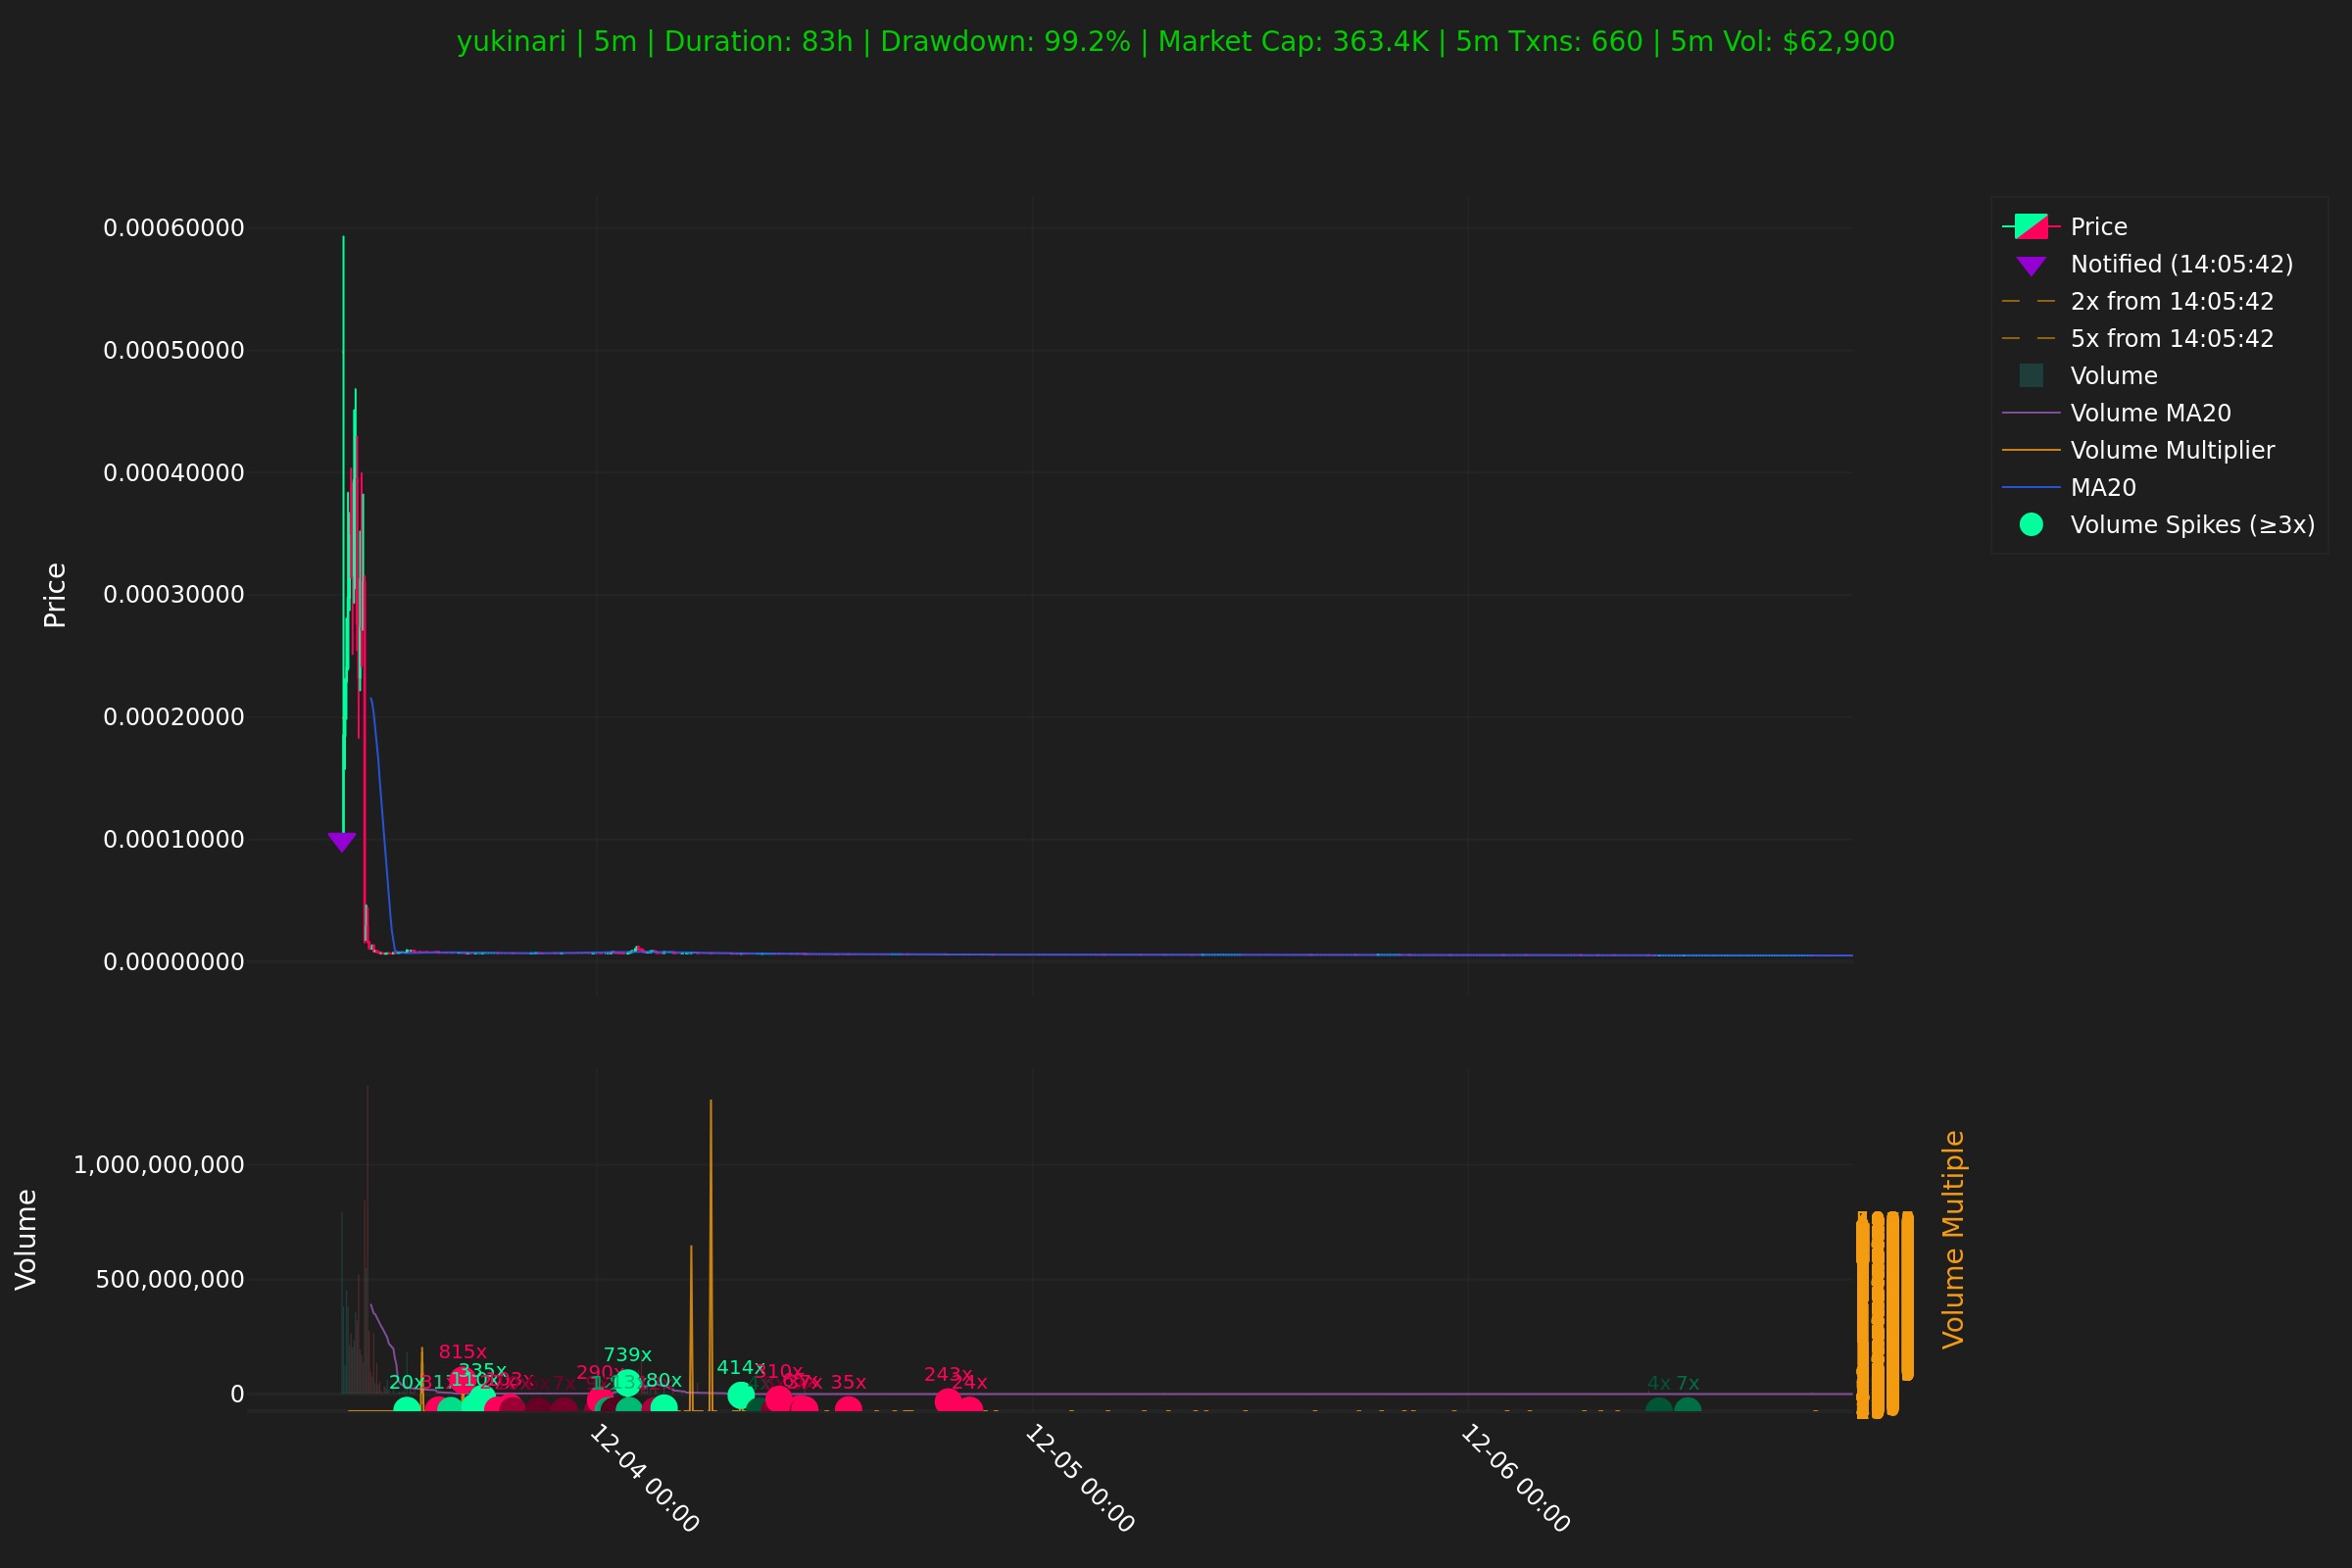 yukinari | 5m | Duration: 83h | Drawdown: 99.2% | Market Cap: 363.4K | 5m Txns: 660 | 5m Vol: $62,900
Price
Notified (14:05:42)
2x from 14:05:42
5x from 14:05:42
Volume
Volume MA20
Volume Multiplier
MA20
Volume Spikes (≥3x)
0.00060000
0.00050000
0.00040000
0.00030000
0.00020000
0.00010000
0.00000000
Price
1,000,000,000
500,000,000
0
Volume
Volume Multiple
815x
335x
20x
110x
7x
290x
739x
80x
414x
310x
35x
243x
24x
4x
7x
12-04 00:00
12-05 00:00
12-06 00:00